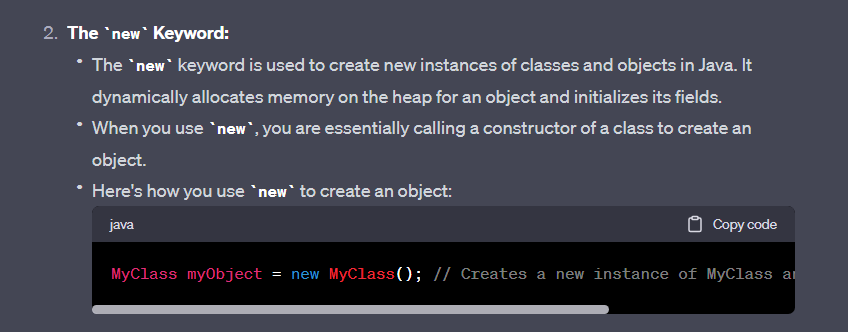 2. The `new` Keyword:
• The `new` keyword is used to create new instances of classes and objects in Java. It
dynamically allocates memory on the heap for an object and initializes its fields.
• When you use `new`, you are essentially calling a constructor of a class to create an
object.
• Here's how you use `new` to create an object:
java Copy code
MyClass myObject = new MyClass(); // Creates a new instance of MyClass